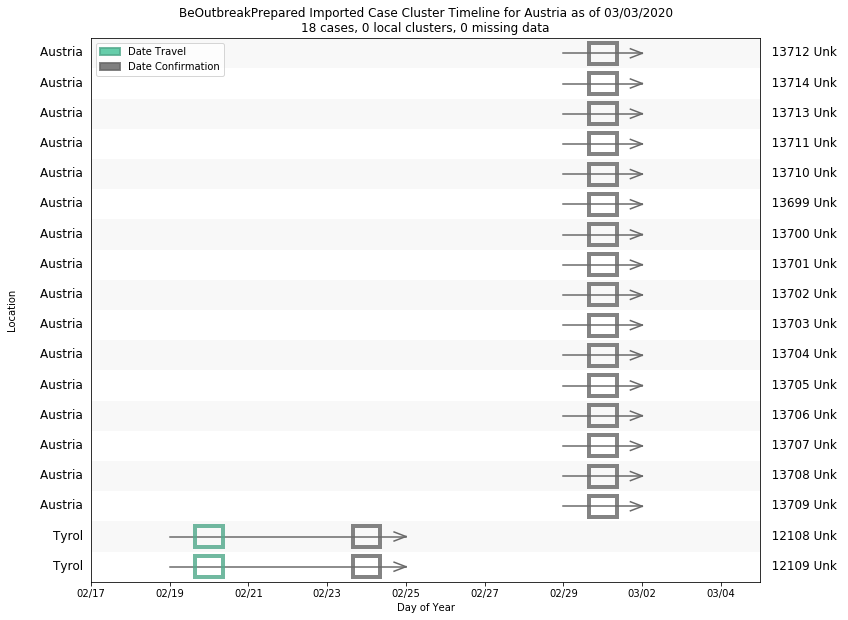 BeOutbreakPrepared Imported Case Cluster Timeline for Austria as of 03/03/2020
18 cases, 0 local clusters, 0 missing data
Date Travel
Date Confirmation
Austria 13712 Unk
Austria 13714 Unk
Austria 13713 Unk
Austria 13711 Unk
Austria 13710 Unk
Austria 13699 Unk
Austria 13700 Unk
Austria 13701 Unk
Austria 13702 Unk
Austria 13703 Unk
Austria 13704 Unk
Austria 13705 Unk
Austria 13706 Unk
Austria 13707 Unk
Austria 13708 Unk
Austria 13709 Unk
Tyrol 12108 Unk
Tyrol 12109 Unk
Location
02/17 02/19 02/21 02/23 02/25 02/27 02/29 03/02 03/04
Day of Year